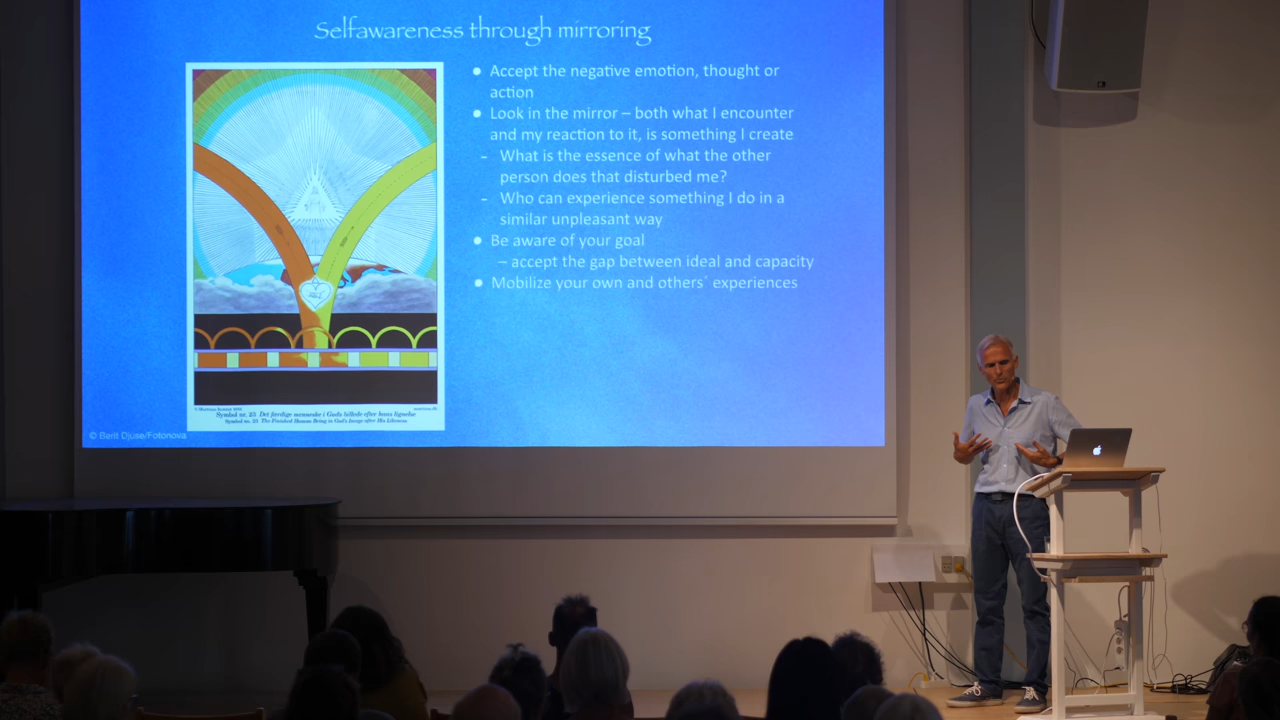 Selfawareness through mirroring
● Accept the negative emotion, thought or
action
● Look in the mirror – both what I encounter
and my reaction to it, is something I create
- What is the essence of what the other
person does that disturbed me?
- Who can experience something I do in a
similar unpleasant way
● Be aware of your goal
– accept the gap between ideal and capacity
● Mobilize your own and others´ experiences
Symbol nr. 23 Det færdige menneske i Guds billede efter hans lignelse
Symbol no. 23 The Finished Human Being in God's Image after His Likeness
© Berit Djuse/Fotonova